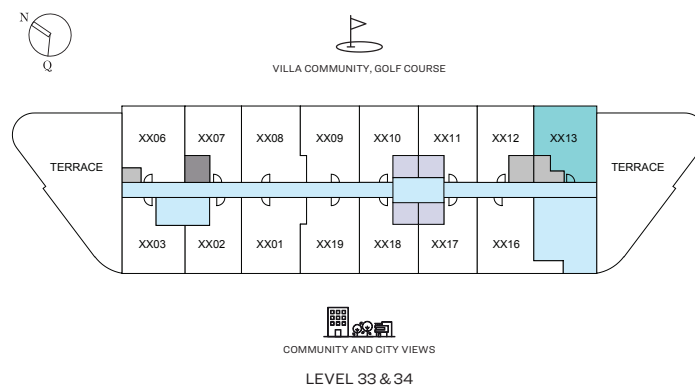 N
Q
VILLA COMMUNITY, GOLF COURSE
XX06 XX07 XX08 XX09 XX10 XX11 XX12 XX13
TERRACE TERRACE
XX03 XX02 XX01 XX19 XX18 XX17 XX16
COMMUNITY AND CITY VIEWS
LEVEL 33 & 34